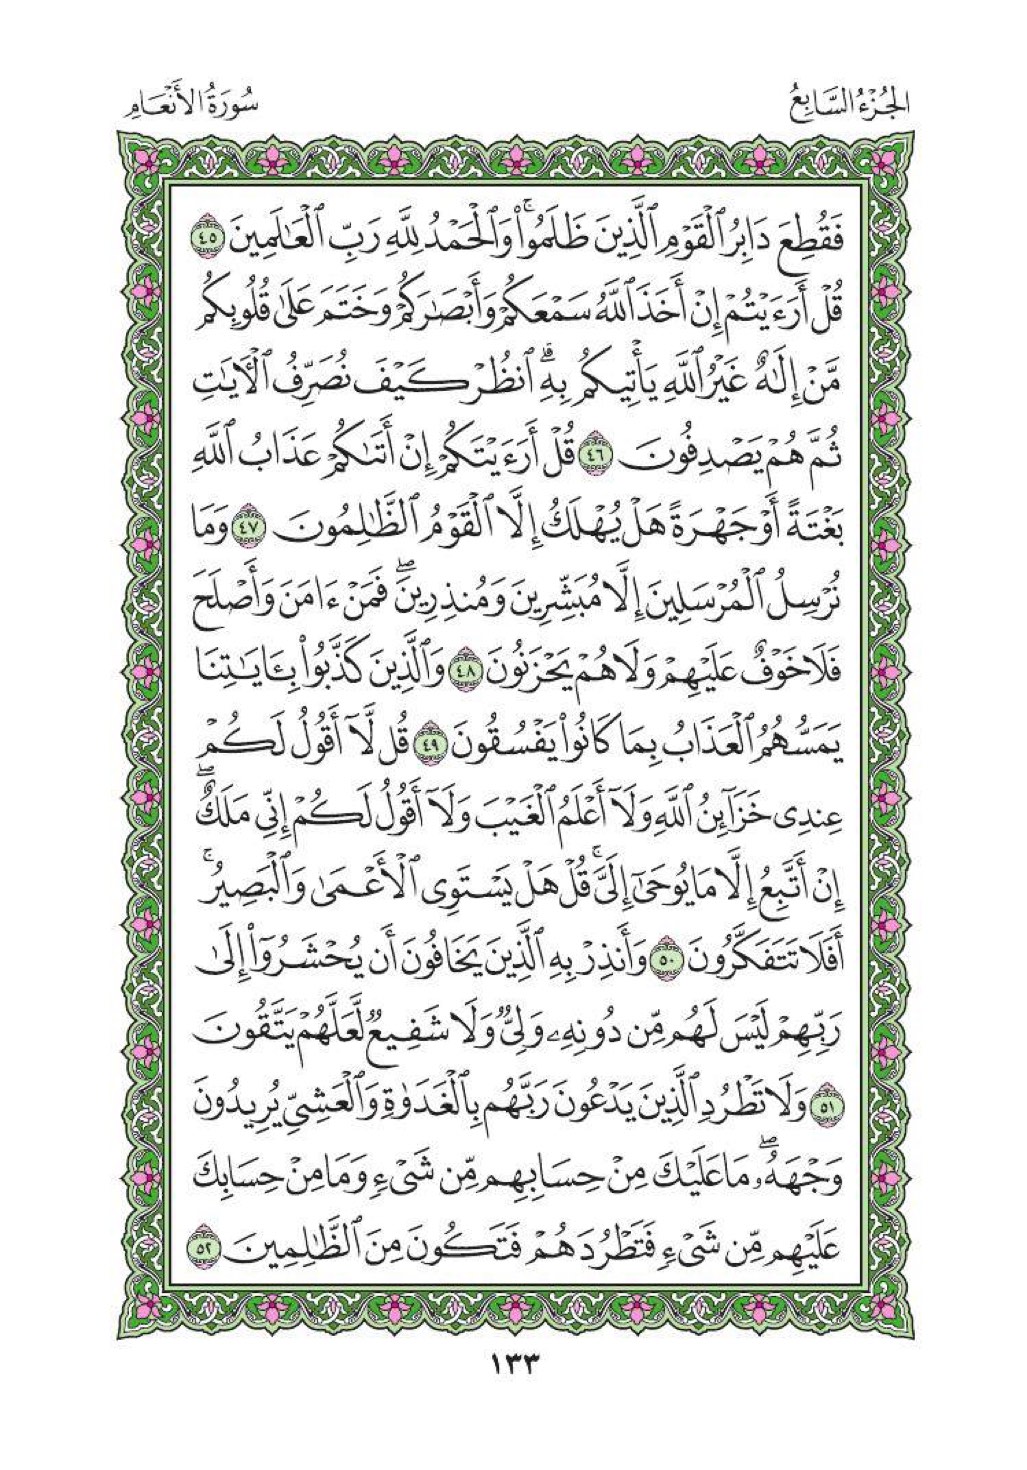 الجُزْءُ السَّابِعُ
سُورَةُ الأَنْعَامِ
فَقُطِعَ دَابِرُ ٱلْقَوْمِ ٱلَّذِينَ ظَلَمُوا۟ ۚ وَٱلْحَمْدُ لِلَّهِ رَبِّ ٱلْعَٰلَمِينَ ٤٥
قُلْ أَرَءَيْتُمْ إِنْ أَخَذَ ٱللَّهُ سَمْعَكُمْ وَأَبْصَٰرَكُمْ وَخَتَمَ عَلَىٰ قُلُوبِكُم
مَّنْ إِلَٰهٌ غَيْرُ ٱللَّهِ يَأْتِيكُم بِهِ ۗ ٱنظُرْ كَيْفَ نُصَرِّفُ ٱلْءَايَٰتِ
ثُمَّ هُمْ يَصْدِفُونَ ٤٦ قُلْ أَرَءَيْتَكُمْ إِنْ أَتَىٰكُمْ عَذَابُ ٱللَّهِ
بَغْتَةً أَوْ جَهْرَةً هَلْ يُهْلَكُ إِلَّا ٱلْقَوْمُ ٱلظَّٰلِمُونَ ٤٧ وَمَا
نُرْسِلُ ٱلْمُرْسَلِينَ إِلَّا مُبَشِّرِينَ وَمُنذِرِينَ ۖ فَمَنْ ءَامَنَ وَأَصْلَحَ
فَلَا خَوْفٌ عَلَيْهِمْ وَلَا هُمْ يَحْزَنُونَ ٤٨ وَٱلَّذِينَ كَذَّبُوا۟ بِـَٔايَٰتِنَا
يَمَسُّهُمُ ٱلْعَذَابُ بِمَا كَانُوا۟ يَفْسُقُونَ ٤٩ قُل لَّآ أَقُولُ لَكُمْ
عِندِى خَزَآئِنُ ٱللَّهِ وَلَآ أَعْلَمُ ٱلْغَيْبَ وَلَآ أَقُولُ لَكُمْ إِنِّى مَلَكٌ ۖ
إِنْ أَتَّبِعُ إِلَّا مَا يُوحَىٰٓ إِلَىَّ ۚ قُلْ هَلْ يَسْتَوِى ٱلْأَعْمَىٰ وَٱلْبَصِيرُ ۚ
أَفَلَا تَتَفَكَّرُونَ ٥٠ وَأَنذِرْ بِهِ ٱلَّذِينَ يَخَافُونَ أَن يُحْشَرُوٓا۟ إِلَىٰ
رَبِّهِمْ لَيْسَ لَهُم مِّن دُونِهِۦ وَلِىٌّ وَلَا شَفِيعٌ لَّعَلَّهُمْ يَتَّقُونَ
٥١ وَلَا تَطْرُدِ ٱلَّذِينَ يَدْعُونَ رَبَّهُم بِٱلْغَدَوٰةِ وَٱلْعَشِىِّ يُرِيدُونَ
وَجْهَهُۥ ۖ مَا عَلَيْكَ مِنْ حِسَابِهِم مِّن شَىْءٍ وَمَا مِنْ حِسَابِكَ
عَلَيْهِم مِّن شَىْءٍ فَتَطْرُدَهُمْ فَتَكُونَ مِنَ ٱلظَّٰلِمِينَ ٥٢
١٣٣